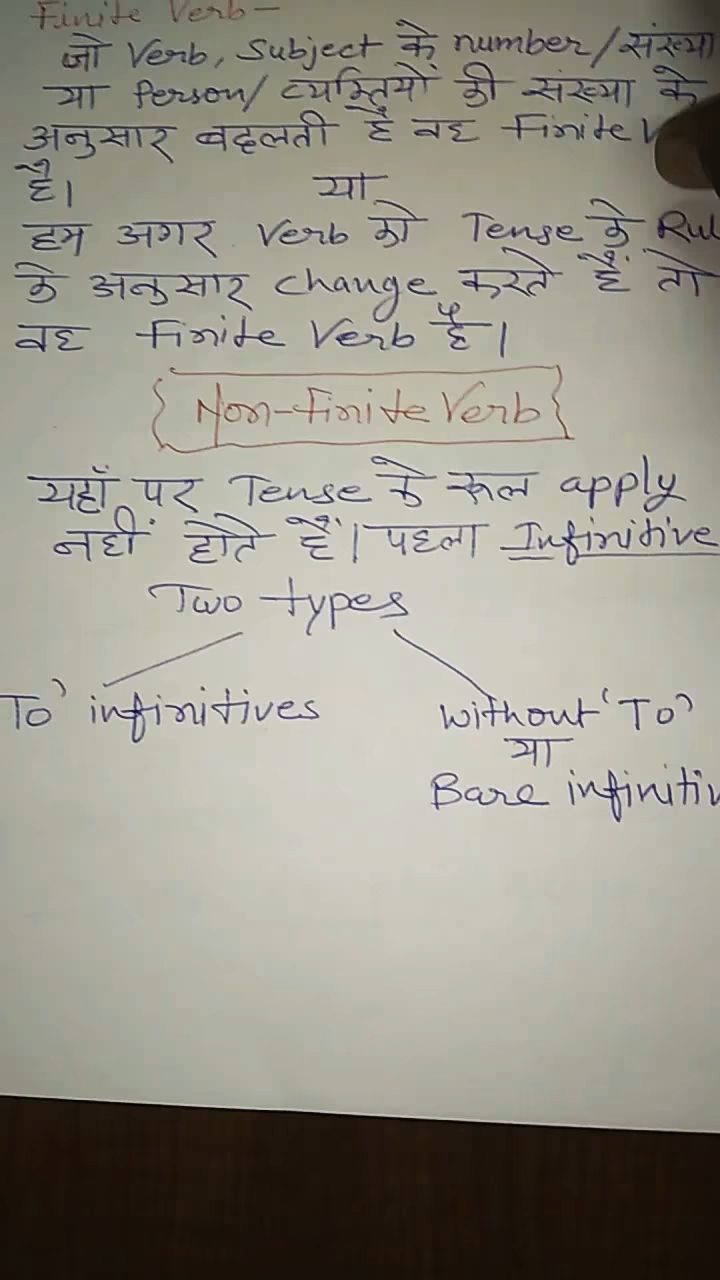 Finite Verb-
जो Verb, Subject के number/संख्या
या Person/ व्यक्तियों की संख्या के
अनुसार बदलती है वह Finite
है।
या
हम अगर Verb को Tense के Rul
के अनुसार change करते हैं तो
वह Finite Verb है।
{Non-Finite Verb}
यहाँ पर Tense के रूल apply
नहीं होते हैं। पहला Infinitive
Two types
To' infinitives
without 'To'
या
Bare infinitiv